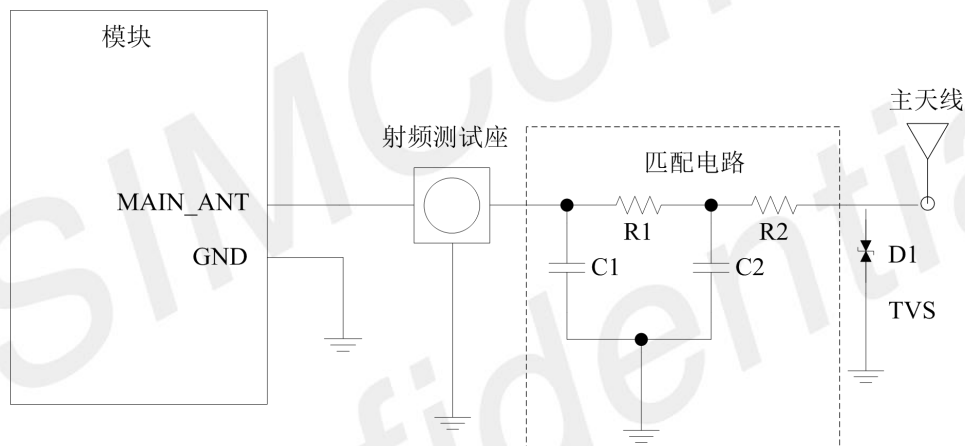 模块
主天线
射频测试座
匹配电路
MAIN_ANT
R1
R2
GND
C1
C2
D1
TVS
SIMCom
Confidential